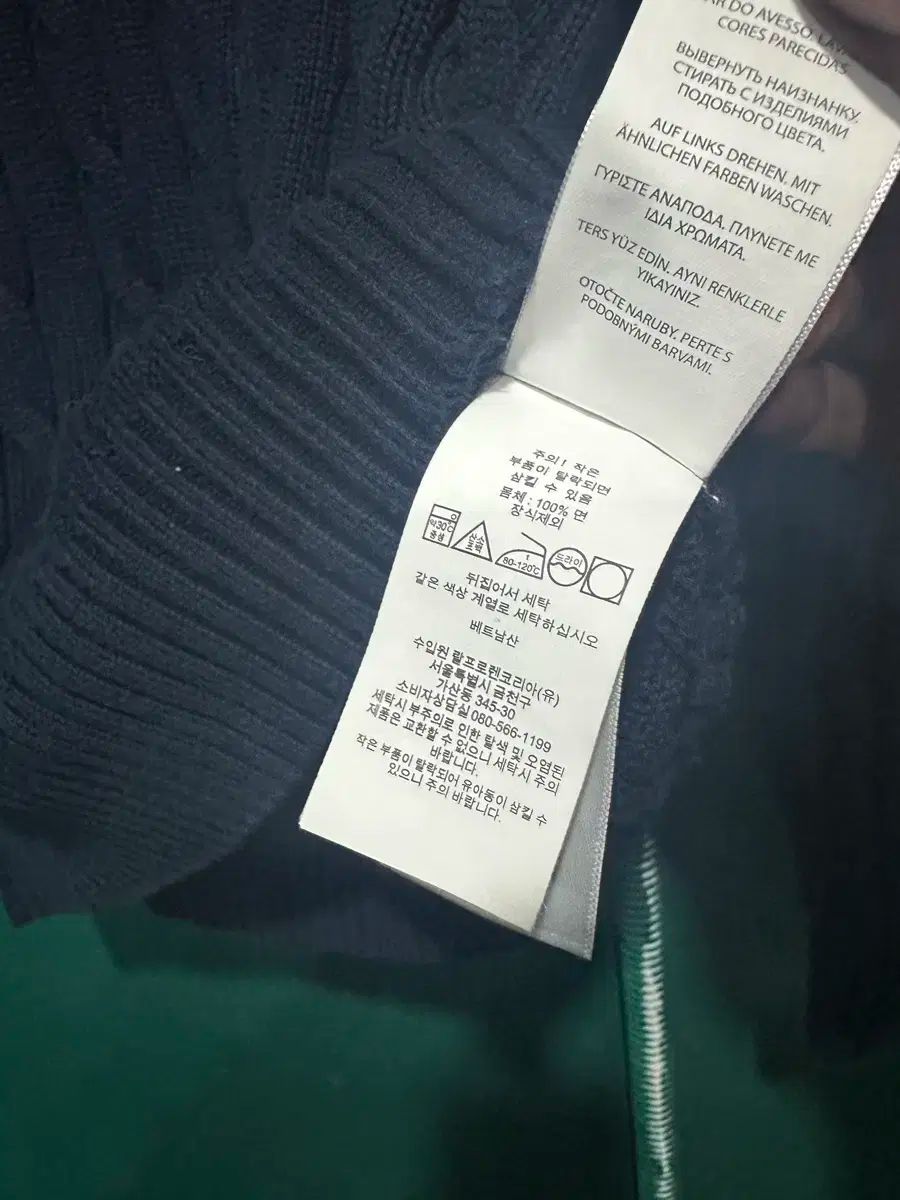 DO AVESSO.
CORES PARECIDAS
ВЫВЕРНУТЬ НАИЗНАНКУ.
СТИРАТЬ С ИЗДЕЛИЯМИ
ПОДОБНОГО ЦВЕТА.
AUF LINKS DREHEN. MIT
ÄHNLICHEN FARBEN WASCHEN.
ΓΥΡΙΣΤΕ ΑΝΑΠΟΔΑ. ΠΛΥΝΕΤΕ ΜΕ
ΙΔΙΑ ΧΡΩΜΑΤΑ.
TERS YÜZ EDİN. AYNI RENKLERLE
YIKAYINIZ.
OTOČTE NARUBY. PERTE S
PODOBNÝMI BARVAMI.
주의! 작은
부품이 탈락되면
삼킬 수 있음
몸체 : 100% 면
장식제외
약30℃
중성
산소
표백
80-120℃
드라이
뒤집어서 세탁
같은 색상 계열로 세탁하십시오
베트남산
수입원 랄프로렌코리아(유)
서울특별시 금천구
가산동 345-30
소비자상담실 080-566-1199
세탁시 부주의로 인한 탈색 및 오염된
제품은 교환할 수 없으니 세탁시 주의
바랍니다.
작은 부품이 탈락되어 유아동이 삼킬 수
있으니 주의 바랍니다.